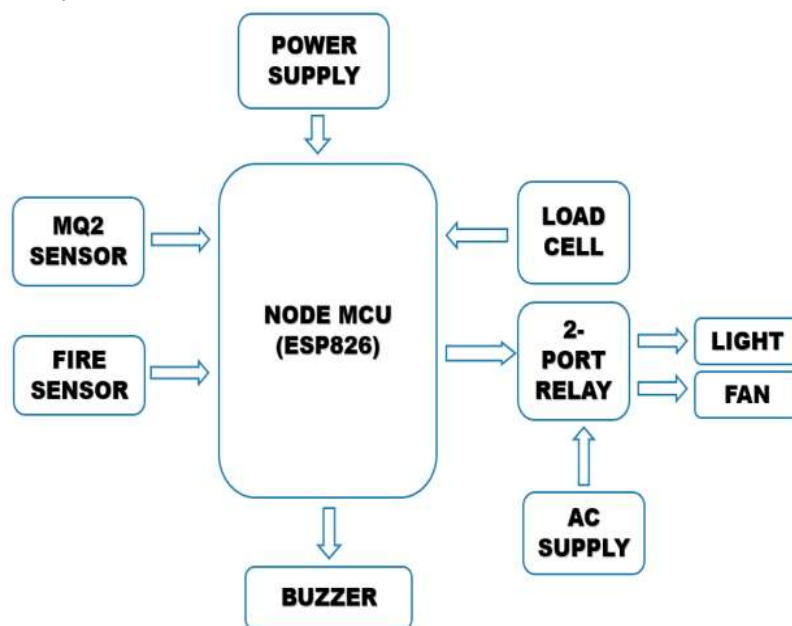 POWER
SUPPLY
MQ2
SENSOR
LOAD
CELL
NODE MCU
(ESP826)
2-
PORT
RELAY
LIGHT
FIRE
SENSOR
FAN
AC
SUPPLY
BUZZER